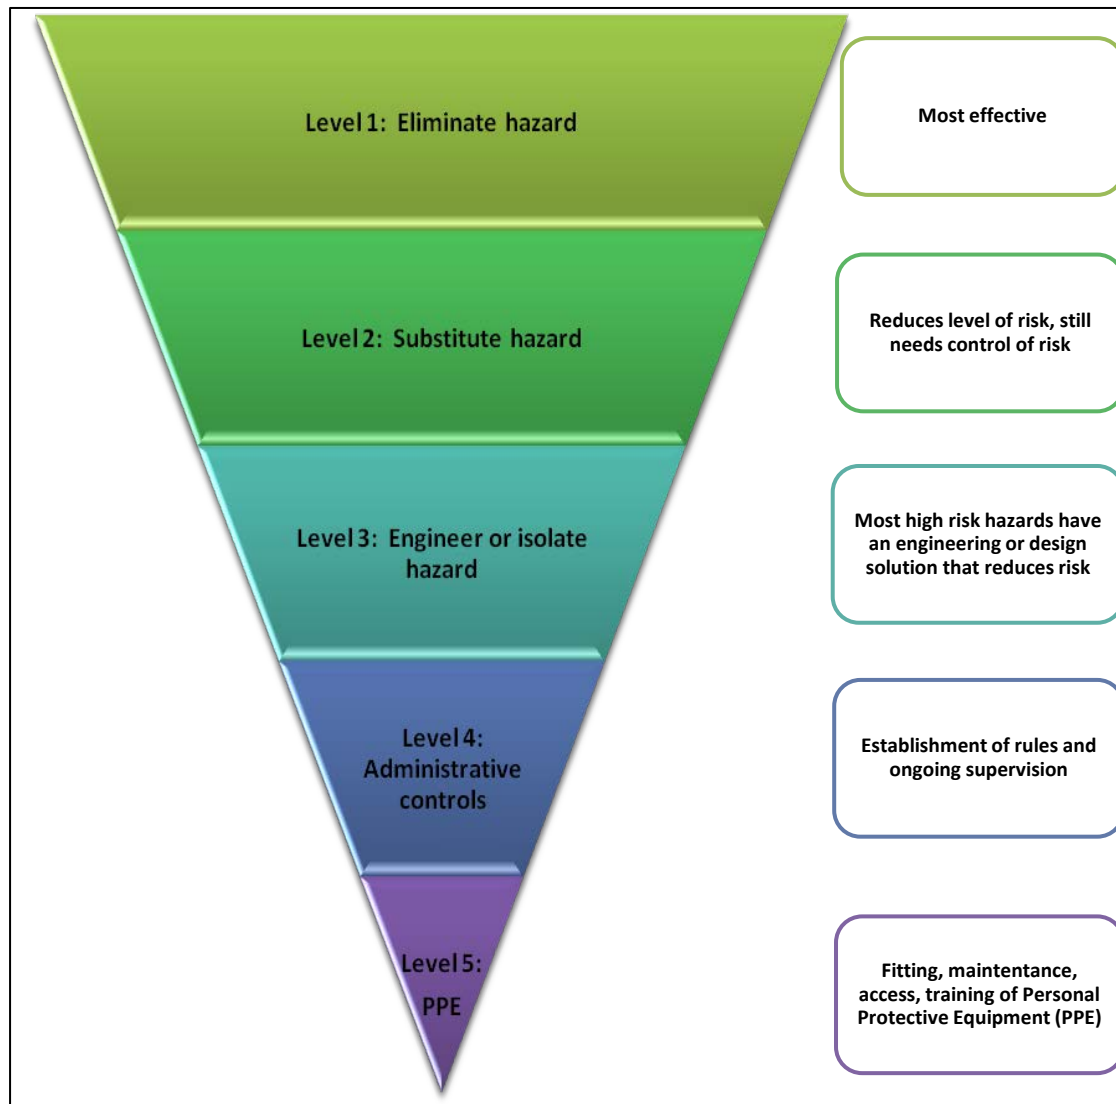 Level 1: Eliminate hazard
Most effective
Level 2: Substitute hazard
Reduces level of risk, still
needs control of risk
Level 3: Engineer or isolate
hazard
Most high risk hazards have
an engineering or design
solution that reduces risk
Level 4:
Administrative
controls
Establishment of rules and
ongoing supervision
Level 5:
PPE
Fitting, maintentance,
access, training of Personal
Protective Equipment (PPE)